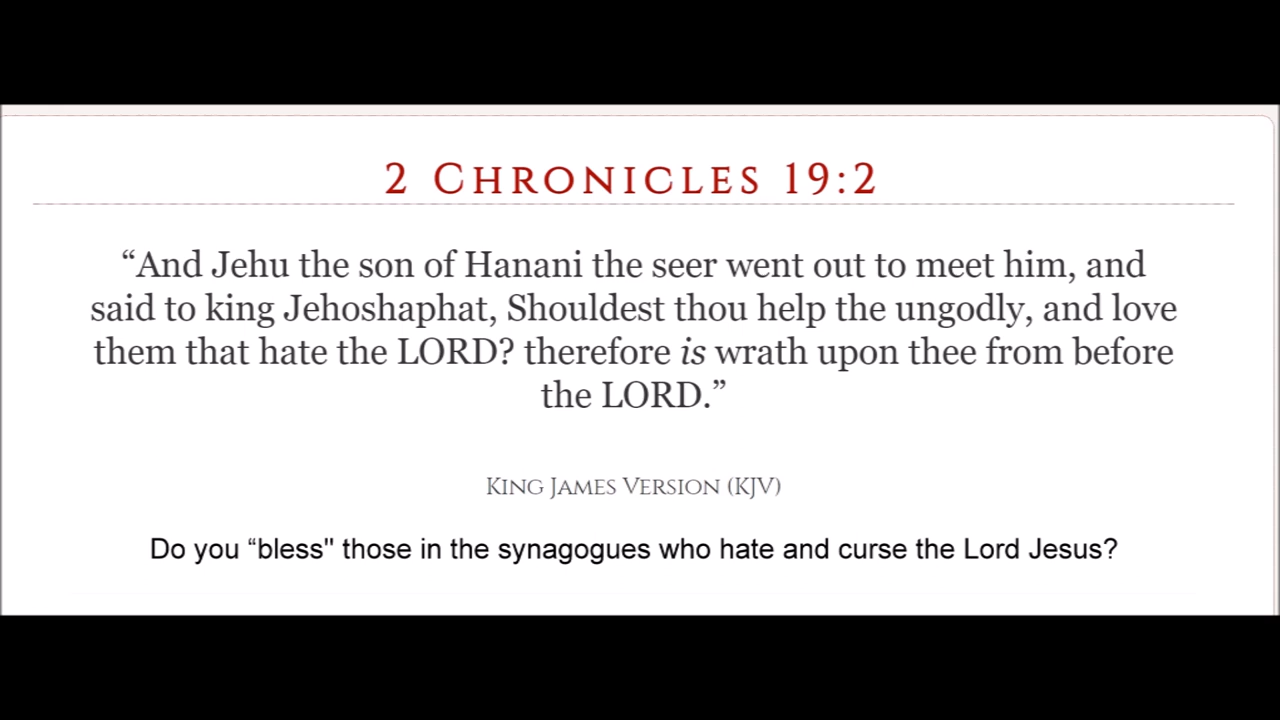 2 Chronicles 19:2
“And Jehu the son of Hanani the seer went out to meet him, and
said to king Jehoshaphat, Shouldest thou help the ungodly, and love
them that hate the LORD? therefore is wrath upon thee from before
the LORD.”
King James Version (KJV)
Do you “bless" those in the synagogues who hate and curse the Lord Jesus?